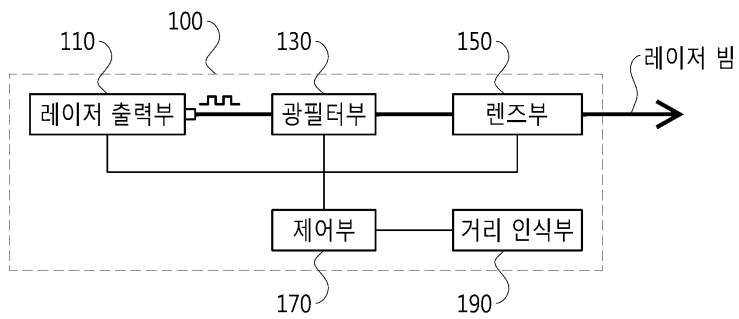 100
110
130
150
레이저 빔
레이저 출력부
광필터부
렌즈부
제어부
거리 인식부
170
190